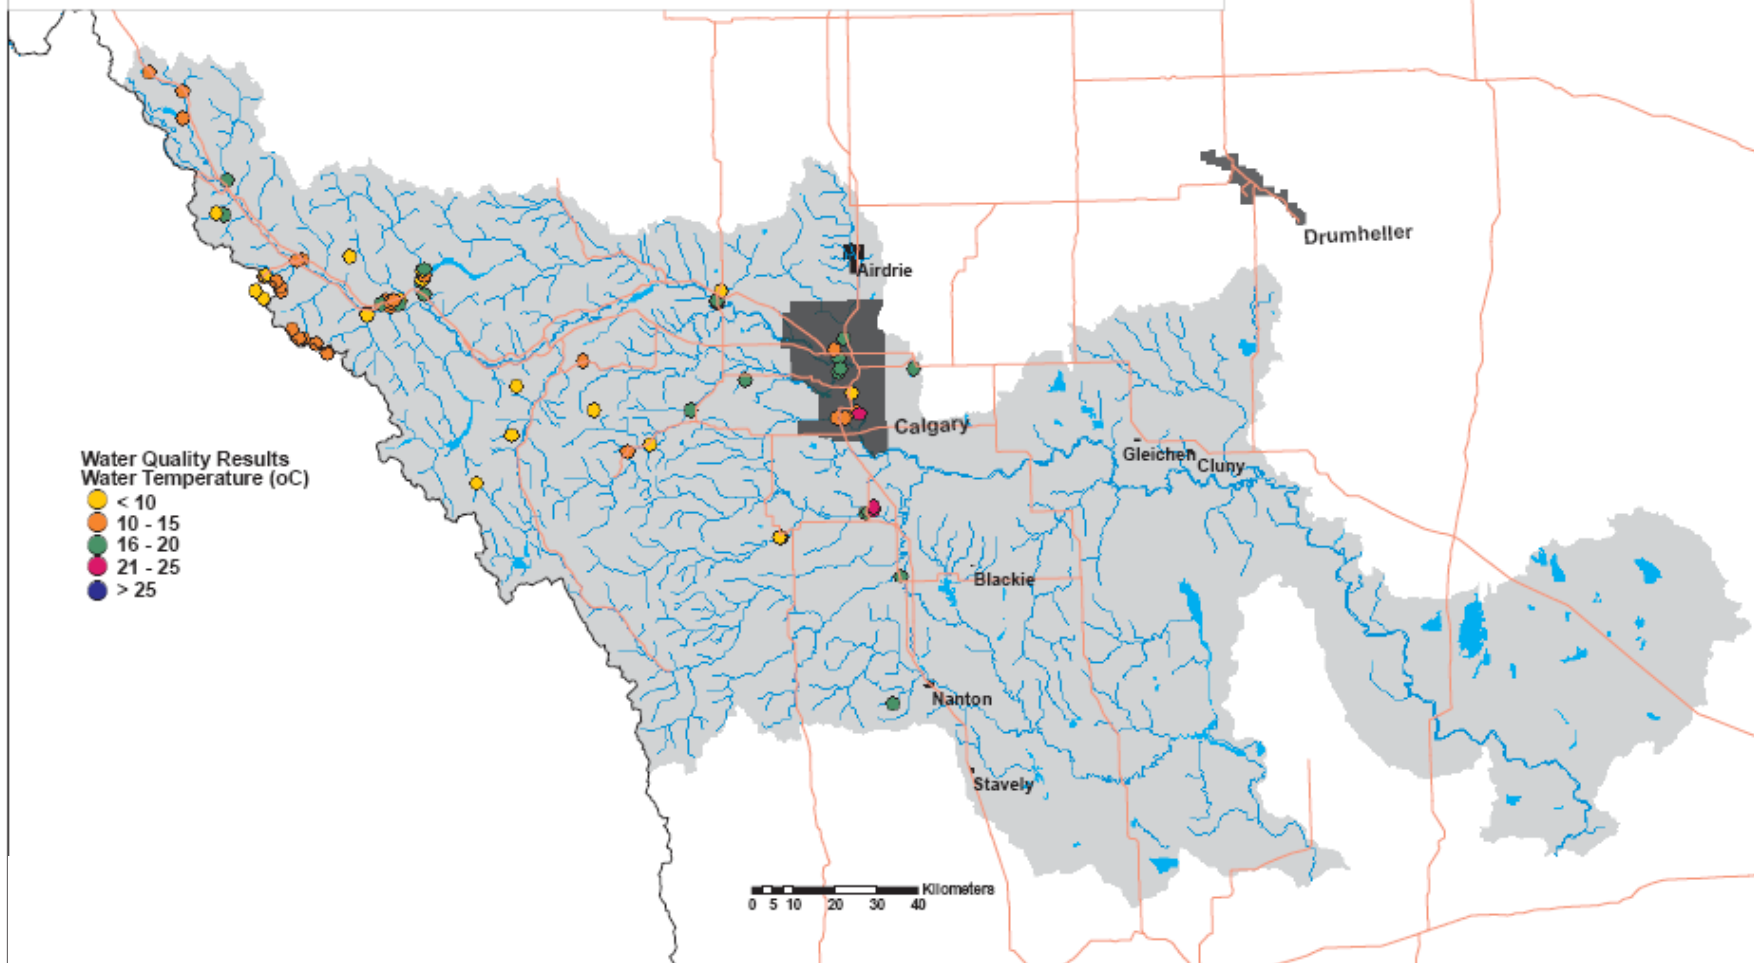 Airdrie
Drumheller
Calgary
Gleichen
Cluny
Water Quality Results
Water Temperature (oC)
< 10
10 - 15
16 - 20
21 - 25
> 25
Blackie
Nanton
Stavely
Kilometers
0 5 10 20 30 40